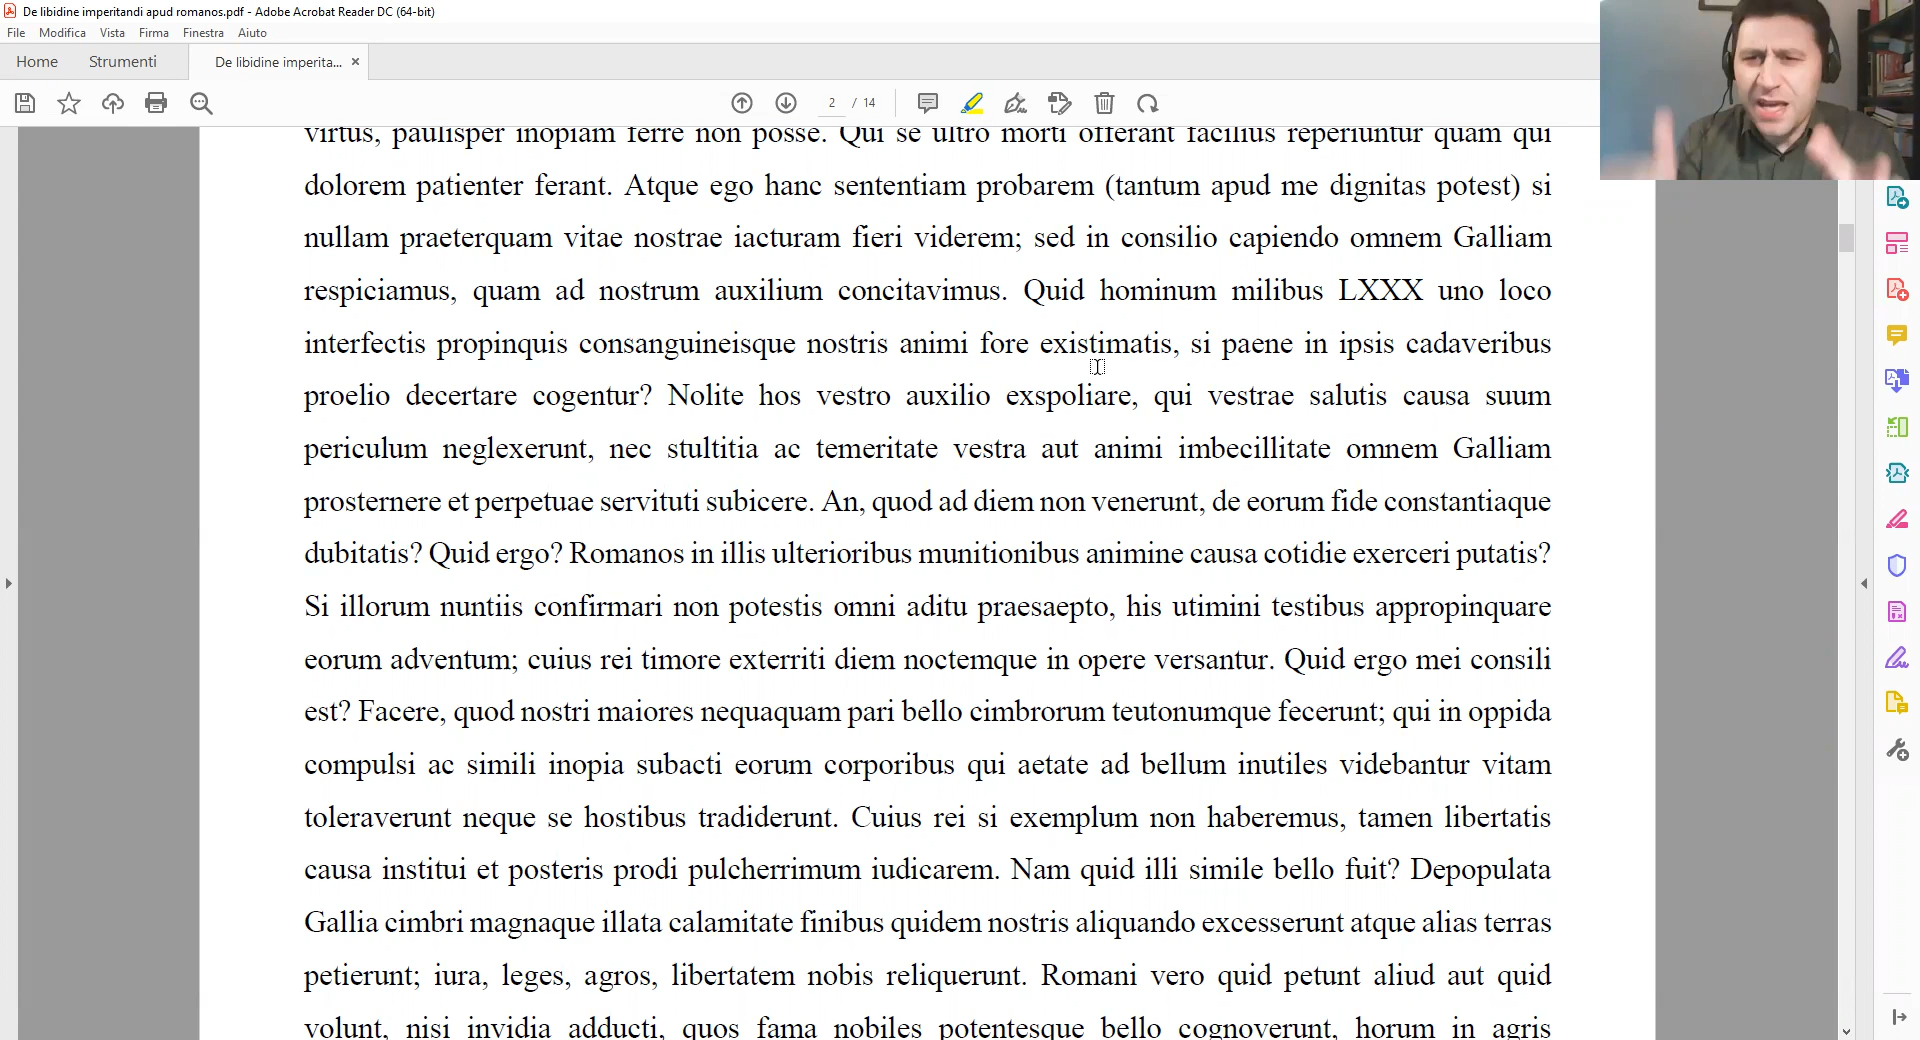 De libidine imperitandi apud romanos.pdf - Adobe Acrobat Reader DC (64-bit)
File Modifica Vista Firma Finestra Aiuto
Home Strumenti De libidine imperita... ×
2 / 14
virtus, paulisper inopiam ferre non posse. Qui se ultro morti offerant facilius reperiuntur quam qui
dolorem patienter ferant. Atque ego hanc sententiam probarem (tantum apud me dignitas potest) si
nullam praeterquam vitae nostrae iacturam fieri viderem; sed in consilio capiendo omnem Galliam
respiciamus, quam ad nostrum auxilium concitavimus. Quid hominum milibus LXXX uno loco
interfectis propinquis consanguineisque nostris animi fore existimatis, si paene in ipsis cadaveribus
proelio decertare cogentur? Nolite hos vestro auxilio exspoliare, qui vestrae salutis causa suum
periculum neglexerunt, nec stultitia ac temeritate vestra aut animi imbecillitate omnem Galliam
prosternere et perpetuae servituti subicere. An, quod ad diem non venerunt, de eorum fide constantiaque
dubitatis? Quid ergo? Romanos in illis ulterioribus munitionibus animine causa cotidie exerceri putatis?
Si illorum nuntiis confirmari non potestis omni aditu praesaepto, his utimini testibus appropinquare
eorum adventum; cuius rei timore exterriti diem noctemque in opere versantur. Quid ergo mei consili
est? Facere, quod nostri maiores nequaquam pari bello cimbrorum teutonumque fecerunt; qui in oppida
compulsi ac simili inopia subacti eorum corporibus qui aetate ad bellum inutiles videbantur vitam
toleraverunt neque se hostibus tradiderunt. Cuius rei si exemplum non haberemus, tamen libertatis
causa institui et posteris prodi pulcherrimum iudicarem. Nam quid illi simile bello fuit? Depopulata
Gallia cimbri magnaque illata calamitate finibus quidem nostris aliquando excesserunt atque alias terras
petierunt; iura, leges, agros, libertatem nobis reliquerunt. Romani vero quid petunt aliud aut quid
volunt, nisi invidia adducti, quos fama nobiles potentesque bello cognoverunt, horum in agris